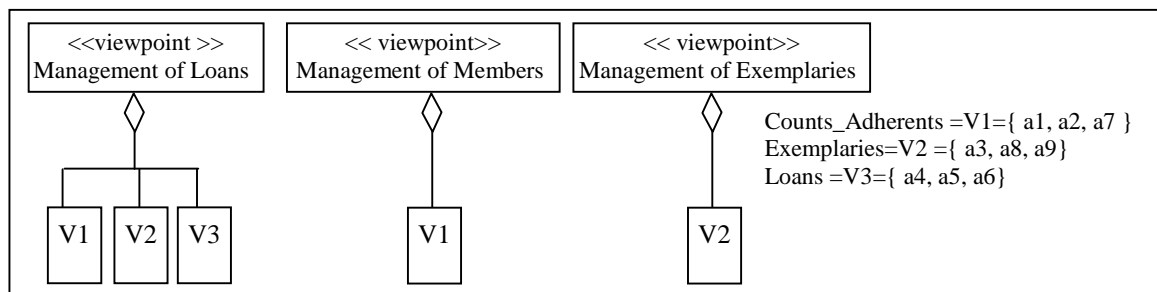 <<viewpoint >>
Management of Loans
<< viewpoint>>
Management of Members
<< viewpoint>>
Management of Exemplaries
Counts_Adherents =V1={ a1, a2, a7 }
Exemplaries=V2 ={ a3, a8, a9}
Loans =V3={ a4, a5, a6}
V1
V2
V3
V1
V2